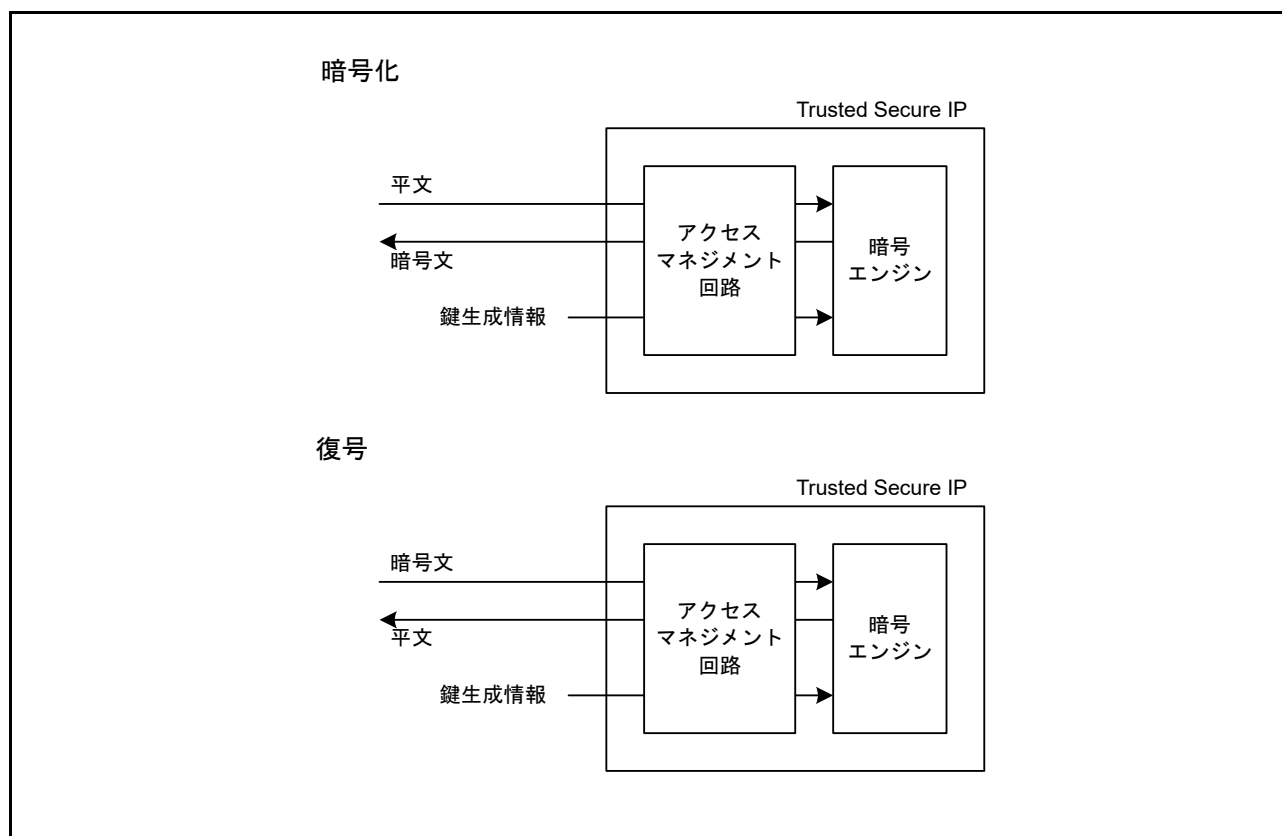 暗号化
Trusted Secure IP
平文
暗号文
鍵生成情報
アクセス
マネジメント
回路
暗号
エンジン
復号
Trusted Secure IP
暗号文
平文
鍵生成情報
アクセス
マネジメント
回路
暗号
エンジン